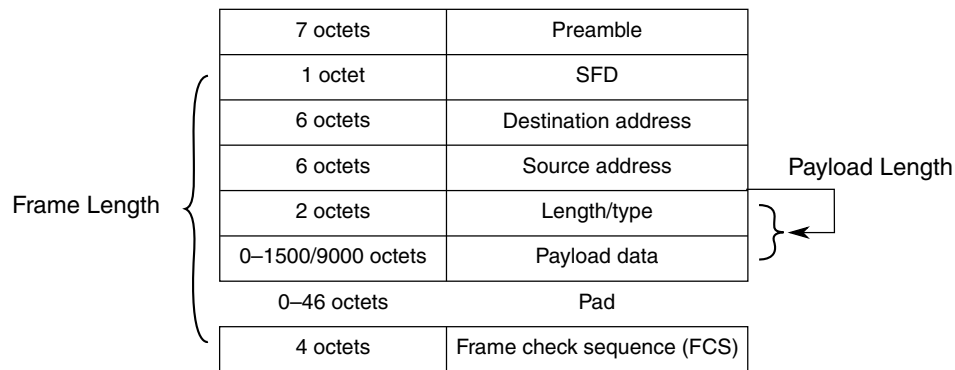 7 octets Preamble
1 octet SFD
6 octets Destination address
6 octets Source address
Payload Length
Frame Length
2 octets Length/type
0–1500/9000 octets Payload data
0–46 octets Pad
4 octets Frame check sequence (FCS)